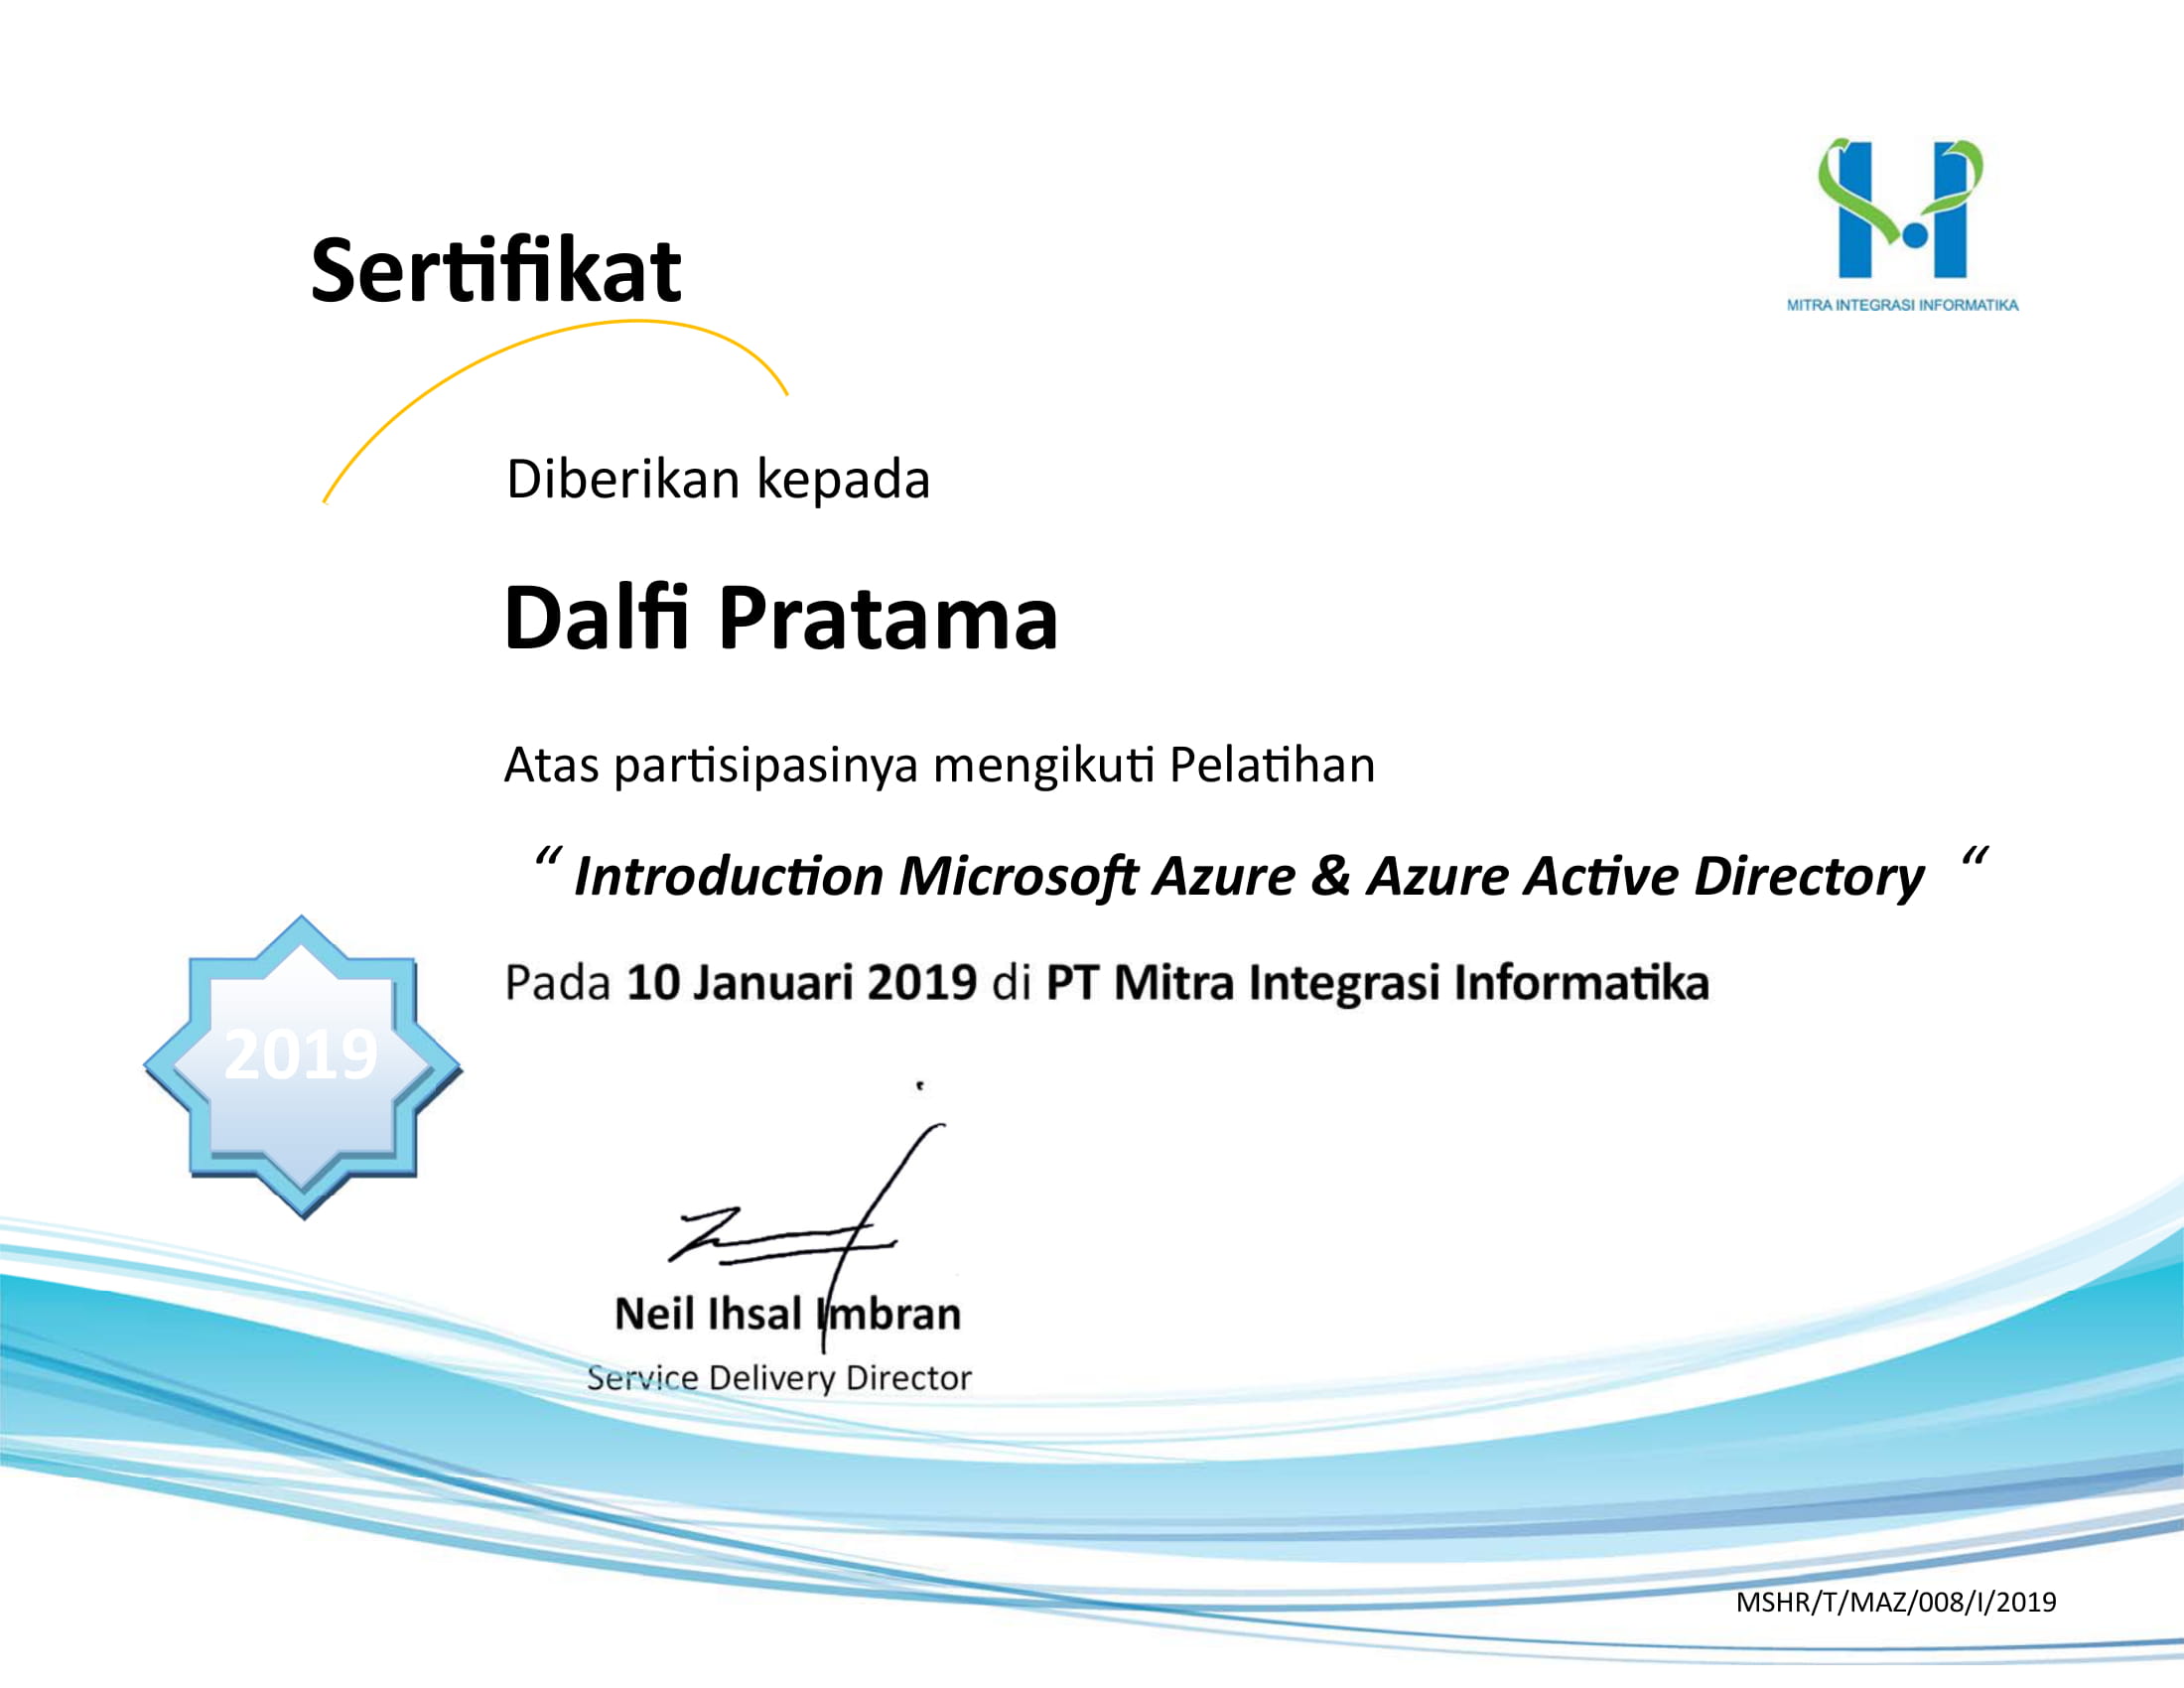 MITRA INTEGRASI INFORMATIKA
Sertifikat
Diberikan kepada
Dalfi Pratama
Atas partisipasinya mengikuti Pelatihan
“ Introduction Microsoft Azure & Azure Active Directory “
Pada 10 Januari 2019 di PT Mitra Integrasi Informatika
2019
Neil Ihsal Imbran
Service Delivery Director
MSHR/T/MAZ/008/I/2019